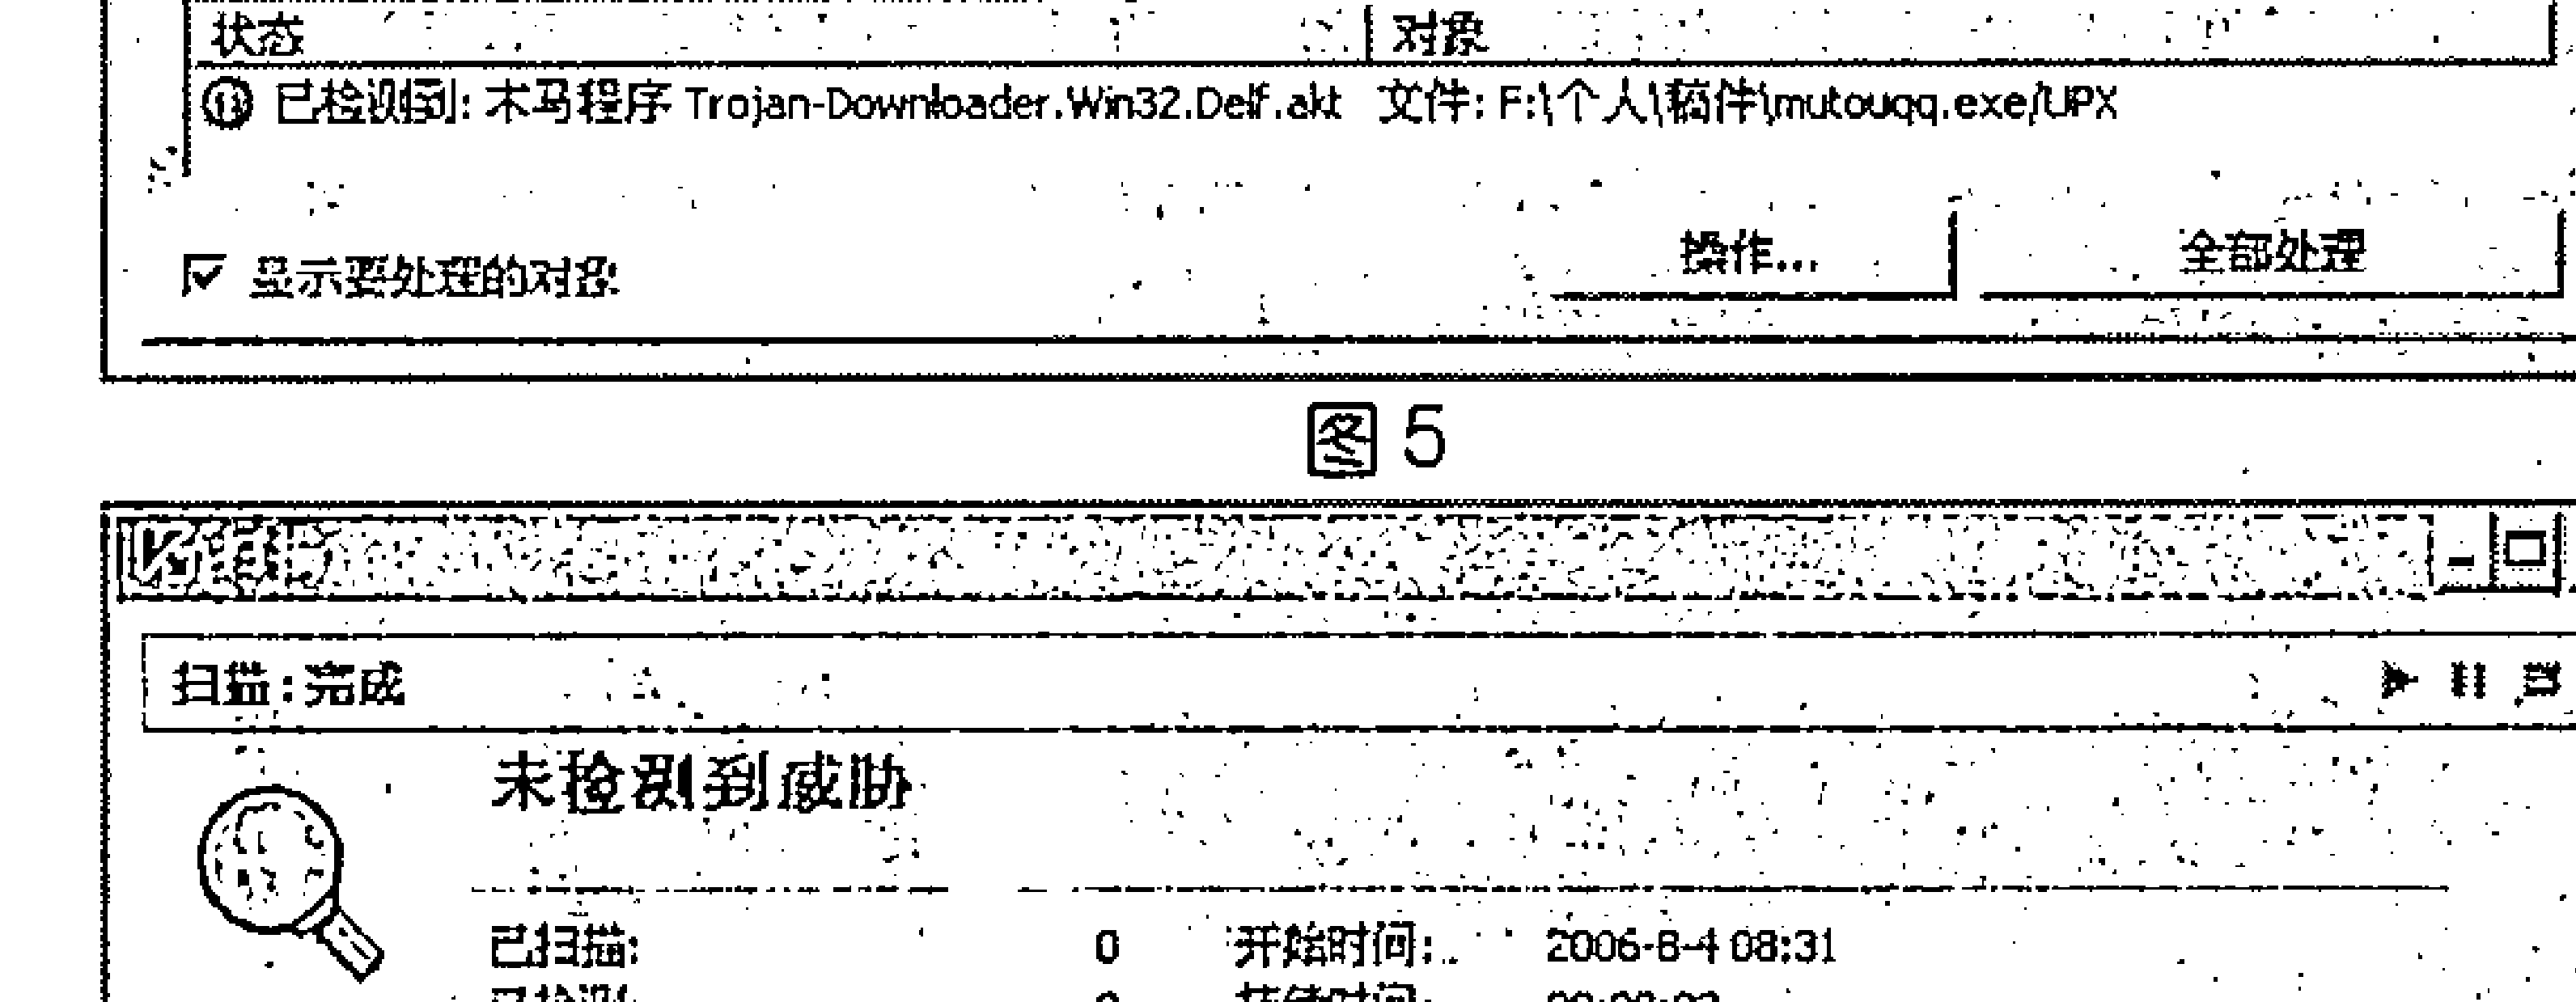 状态 对象
已检测到: 木马程序 Trojan-Downloader.Win32.Delf.akt 文件: F:\个人\稿件\mutouqq.exe/UPX
显示要处理的对象 操作... 全部处理
图 5
扫描:完成
未检测到威胁
已扫描: 0 开始时间: 2006-8-4 08:31